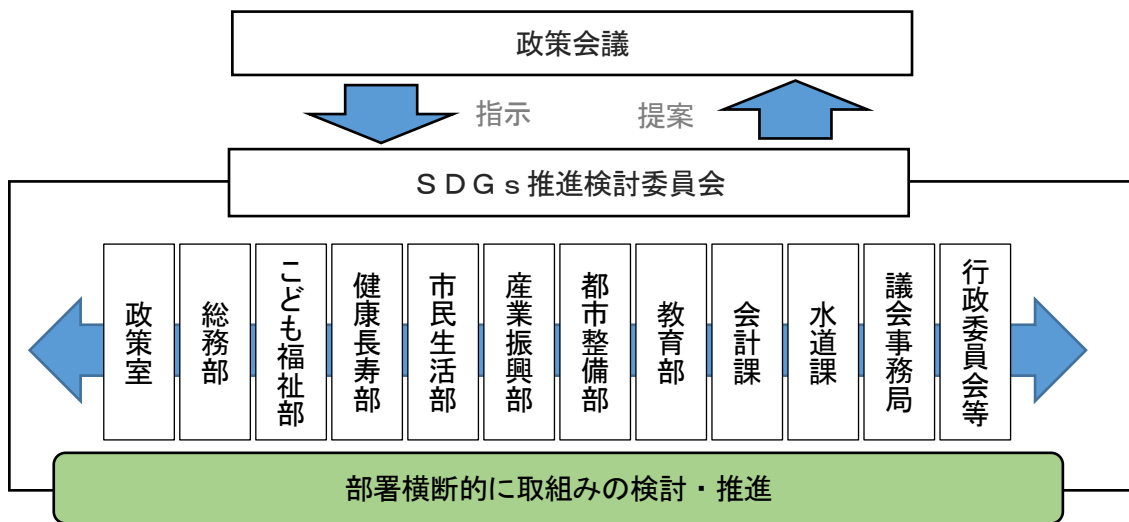 政策会議
指示
提案
ＳＤＧｓ推進検討委員会
政策室
総務部
こども福祉部
健康長寿部
市民生活部
産業振興部
都市整備部
教育部
会計課
水道課
議会事務局
行政委員会等
部署横断的に取組みの検討・推進